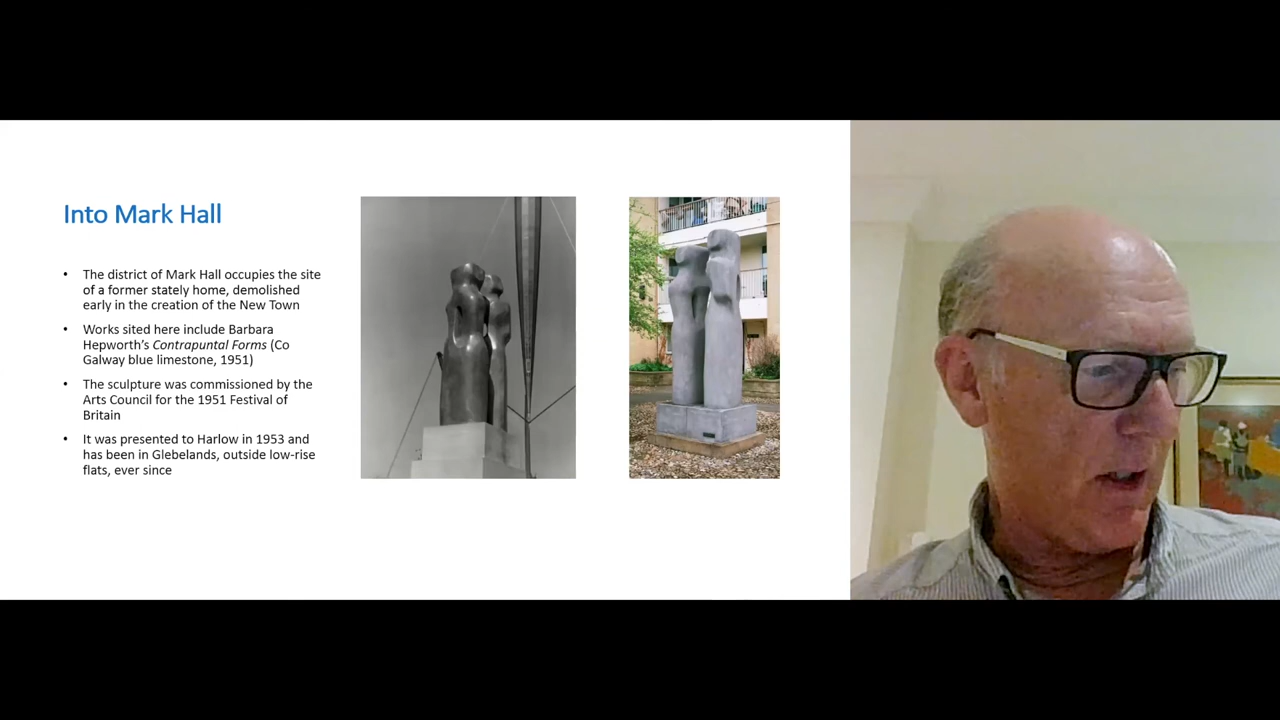 Into Mark Hall
• The district of Mark Hall occupies the site
of a former stately home, demolished
early in the creation of the New Town
• Works sited here include Barbara
Hepworth’s Contrapuntal Forms (Co
Galway blue limestone, 1951)
• The sculpture was commissioned by the
Arts Council for the 1951 Festival of
Britain
• It was presented to Harlow in 1953 and
has been in Glebelands, outside low-rise
flats, ever since